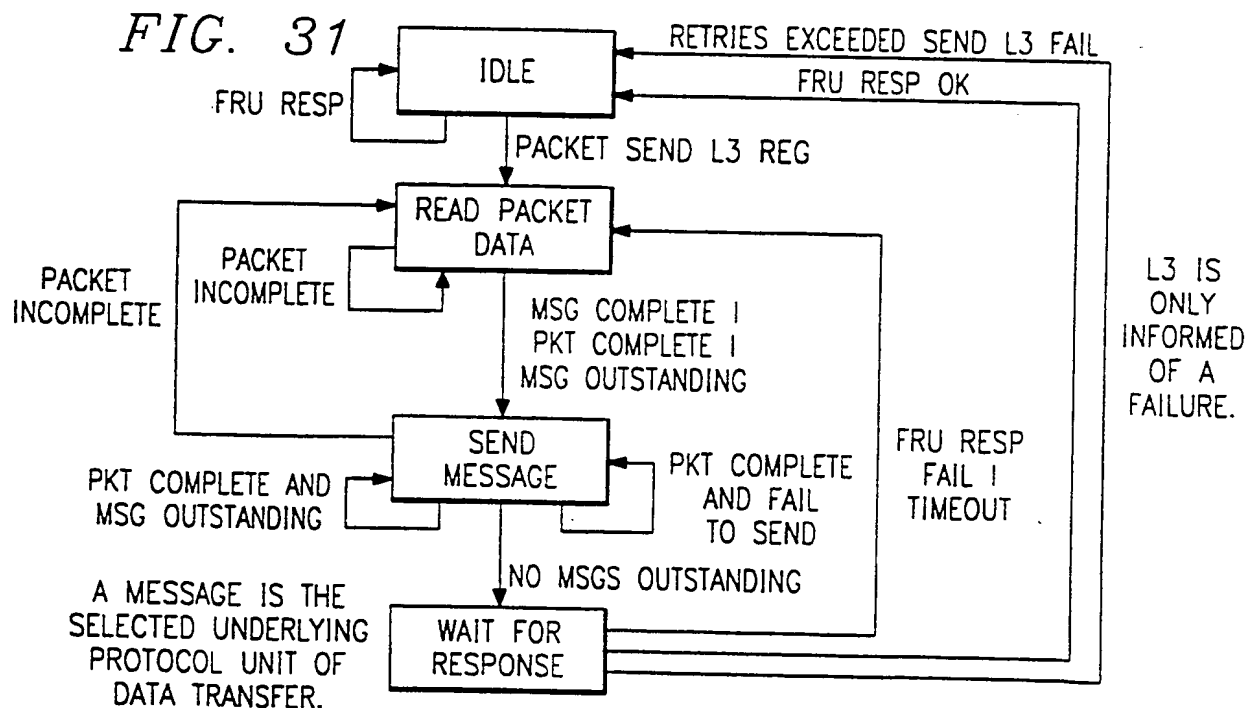 FIG. 31
IDLE
RETRIES EXCEEDED SEND L3 FAIL
FRU RESP OK
FRU RESP
PACKET SEND L3 REG
READ PACKET
DATA
PACKET
INCOMPLETE
PACKET
INCOMPLETE
MSG COMPLETE I
PKT COMPLETE I
MSG OUTSTANDING
L3 IS
ONLY
INFORMED
OF A
FAILURE.
SEND
MESSAGE
PKT COMPLETE AND
MSG OUTSTANDING
PKT COMPLETE
AND FAIL
TO SEND
FRU RESP
FAIL I
TIMEOUT
NO MSGS OUTSTANDING
A MESSAGE IS THE
SELECTED UNDERLYING
PROTOCOL UNIT OF
DATA TRANSFER.
WAIT FOR
RESPONSE